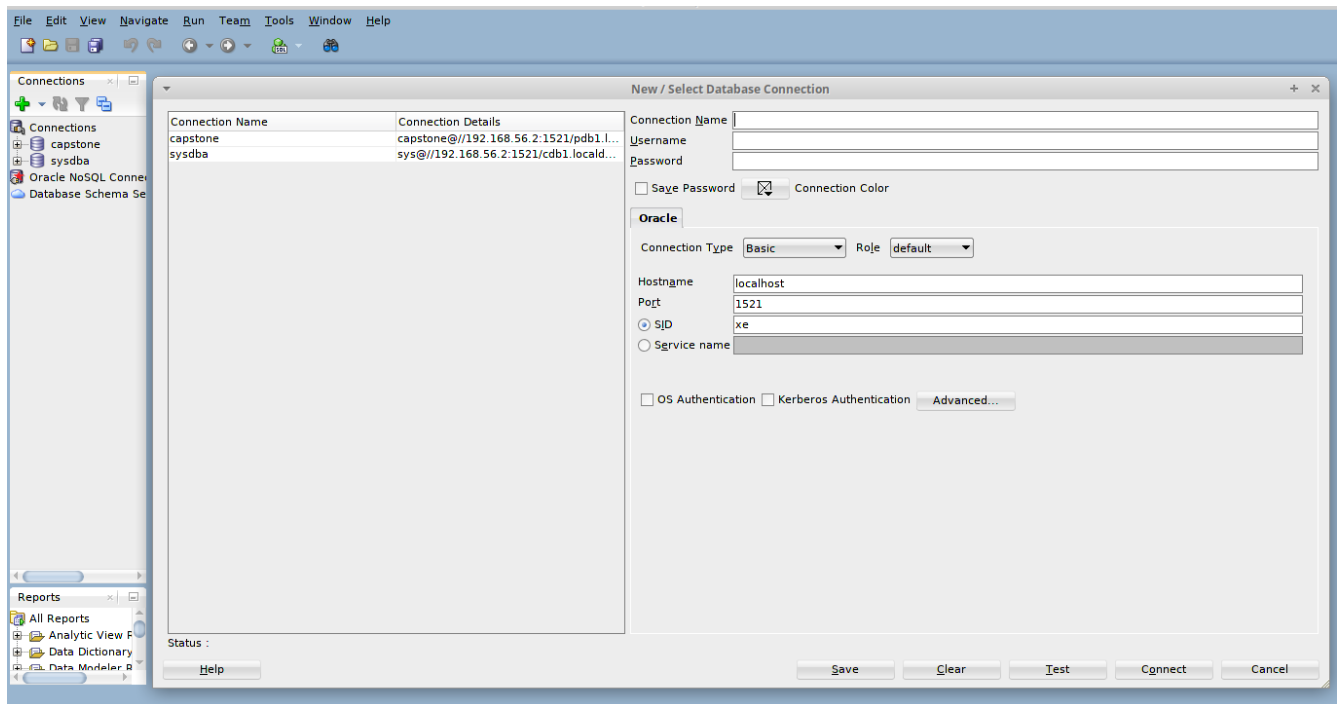 File Edit View Navigate Run Team Tools Window Help
Connections
Connections
capstone
sysdba
Oracle NoSQL Conne
Database Schema Se
Reports
All Reports
Analytic View
Data Dictionary
Data Modeler R
New / Select Database Connection
Connection Name Connection Details
capstone capstone@//192.168.56.2:1521/pdb1.l...
sysdba sys@//192.168.56.2:1521/cdb1.locald...
Connection Name
Username
Password
Save Password Connection Color
Oracle
Connection Type Basic Role default
Hostname localhost
Port 1521
SID xe
Service name
OS Authentication Kerberos Authentication Advanced...
Status :
Help Save Clear Test Connect Cancel